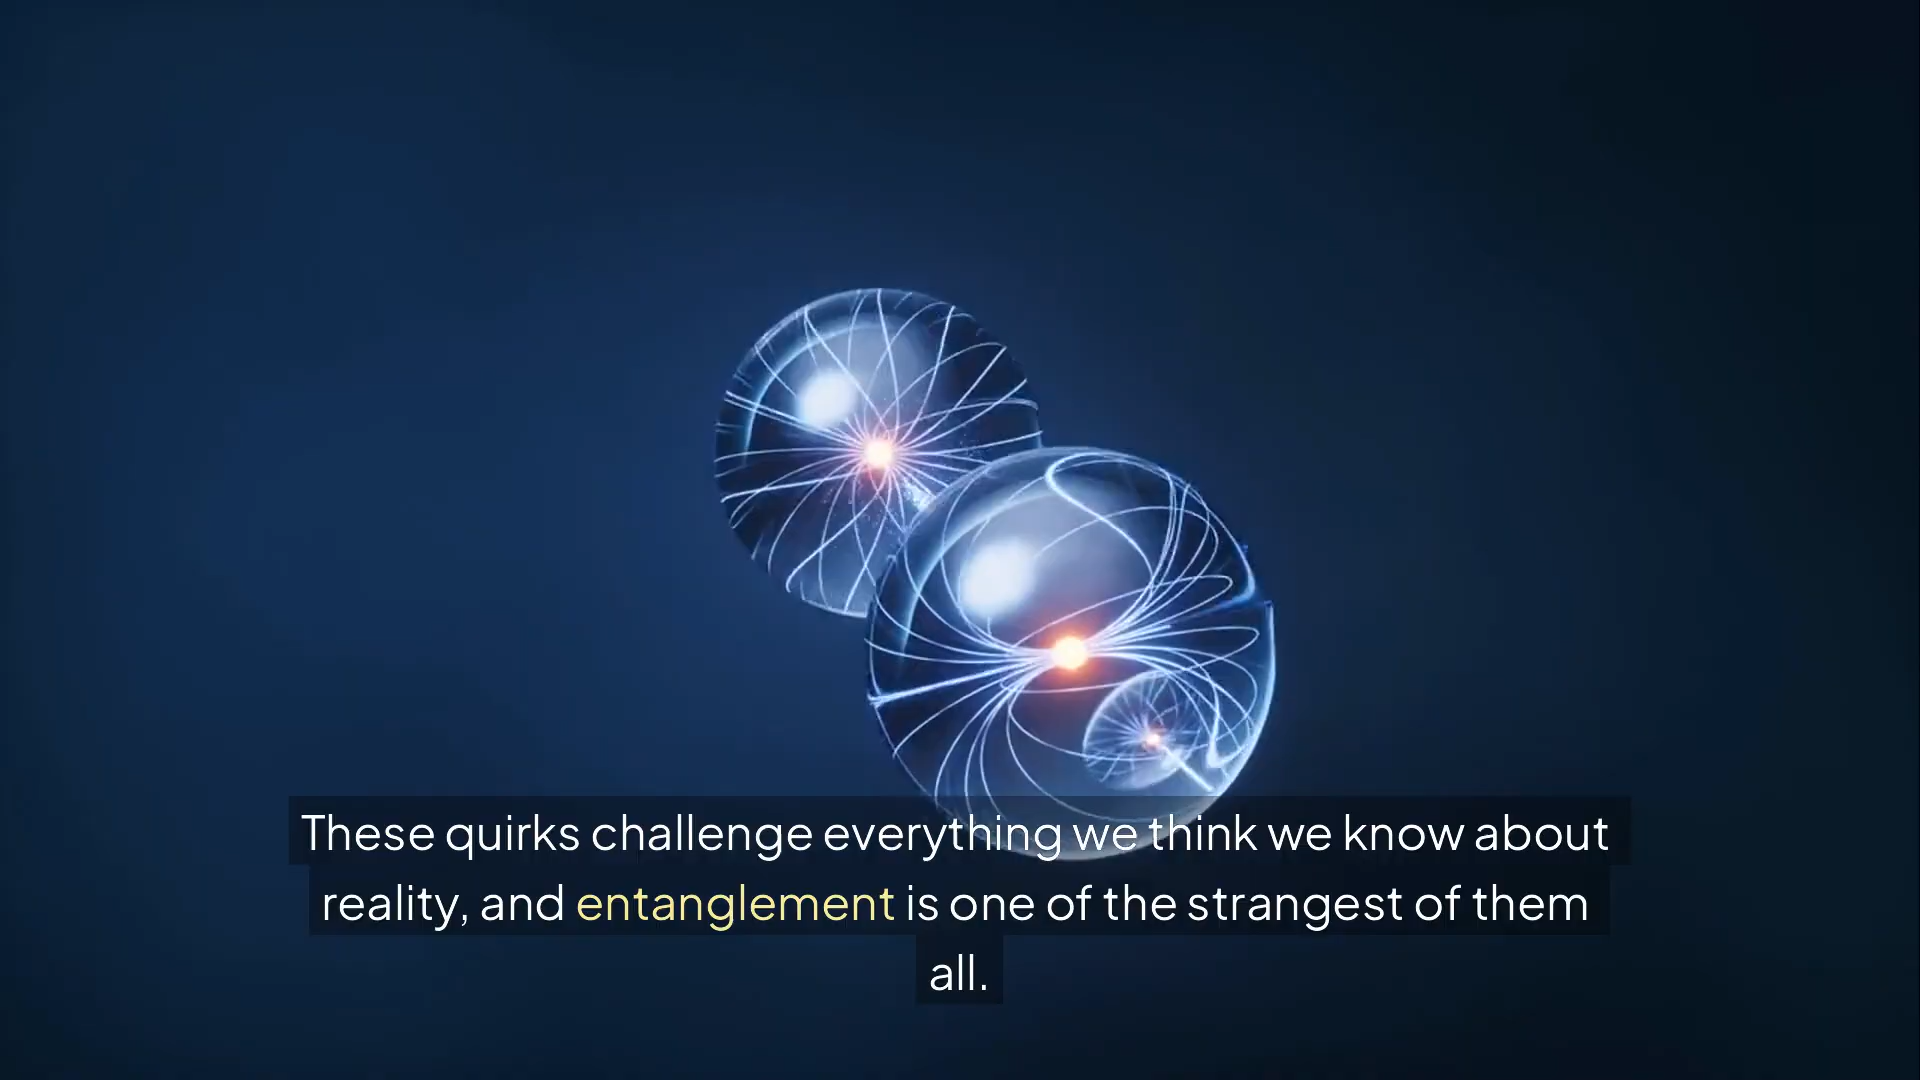 These quirks challenge everything we think we know about
reality, and entanglement is one of the strangest of them
all.